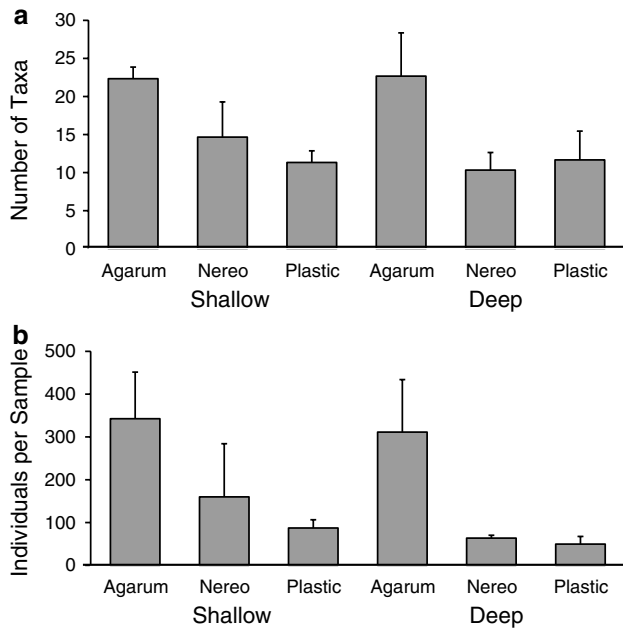 a
Number of Taxa
30
25
20
15
10
5
0
Agarum Nereo Plastic Agarum Nereo Plastic
Shallow Deep
b
Individuals per Sample
500
400
300
200
100
0
Agarum Nereo Plastic Agarum Nereo Plastic
Shallow Deep